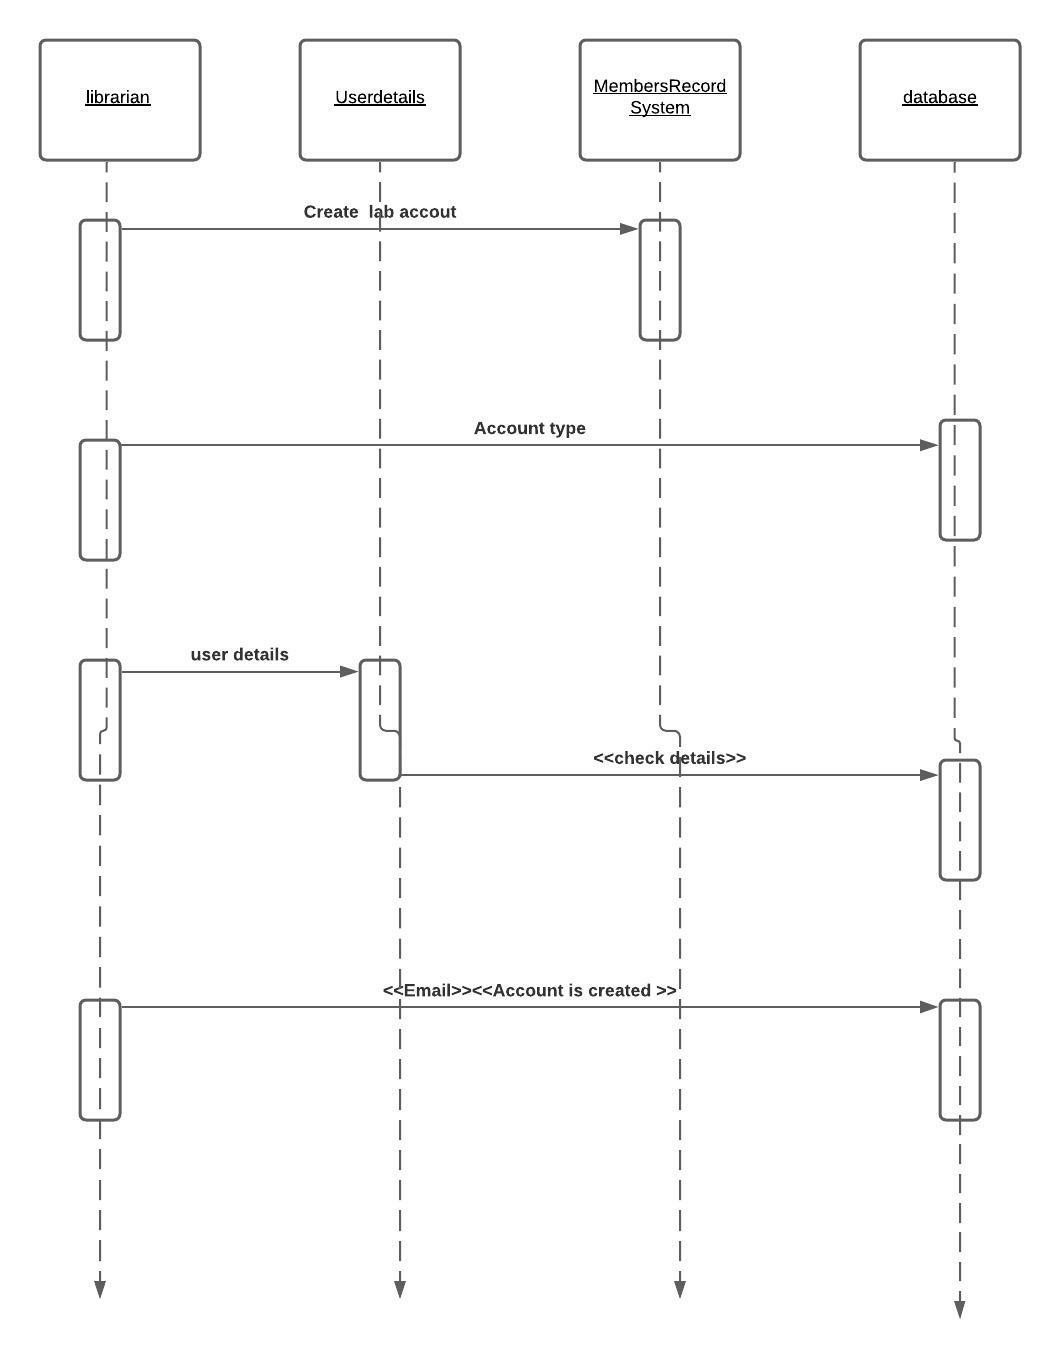 librarian
Userdetails
MembersRecord
System
database
Create  lab accout
Account type
user details
<<check details>>
<<Email>><<Account is created >>